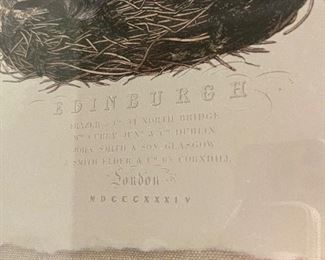 EDINBURGH
FRAZER & Co. 54 NORTH BRIDGE
Wm. CURRY JUNr. & Co. DUBLIN
JOHN SMITH & SON GLASGOW
& SMITH ELDER & Co. 65 CORNHILL
London
MDCCCXXXIV